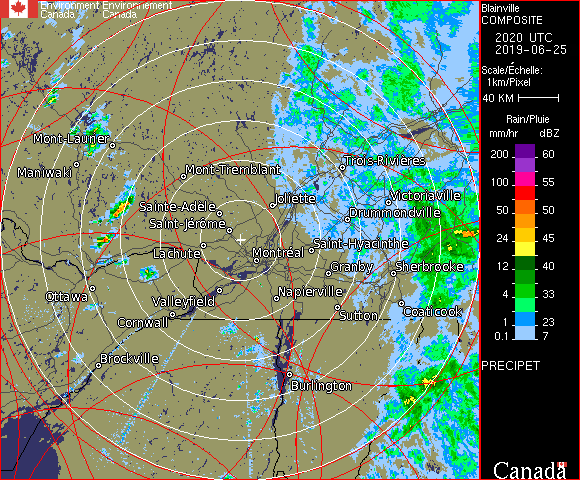 Environment Environnement
Canada Canada
Blainville
COMPOSITE
2020 UTC
2019-06-25
Scale/Échelle:
1km/Pixel
40 KM
Rain/Pluie
mm/hr dBZ
200 60
100 55
50 50
24 45
12 40
4 33
1 23
0.1 7
PRECIPET
Canada
Mont-Laurier
Maniwaki
Mont-Tremblant
Trois-Rivières
Sainte-Adele
Joliette
Victoriaville
Saint-Jérôme
Drummondville
Lachute
Montréal
Saint-Hyacinthe
Granby
Sherbrooke
Ottawa
Valleyfield
Napierville
Cornwall
Sutton
Coaticook
Brockville
Burlington